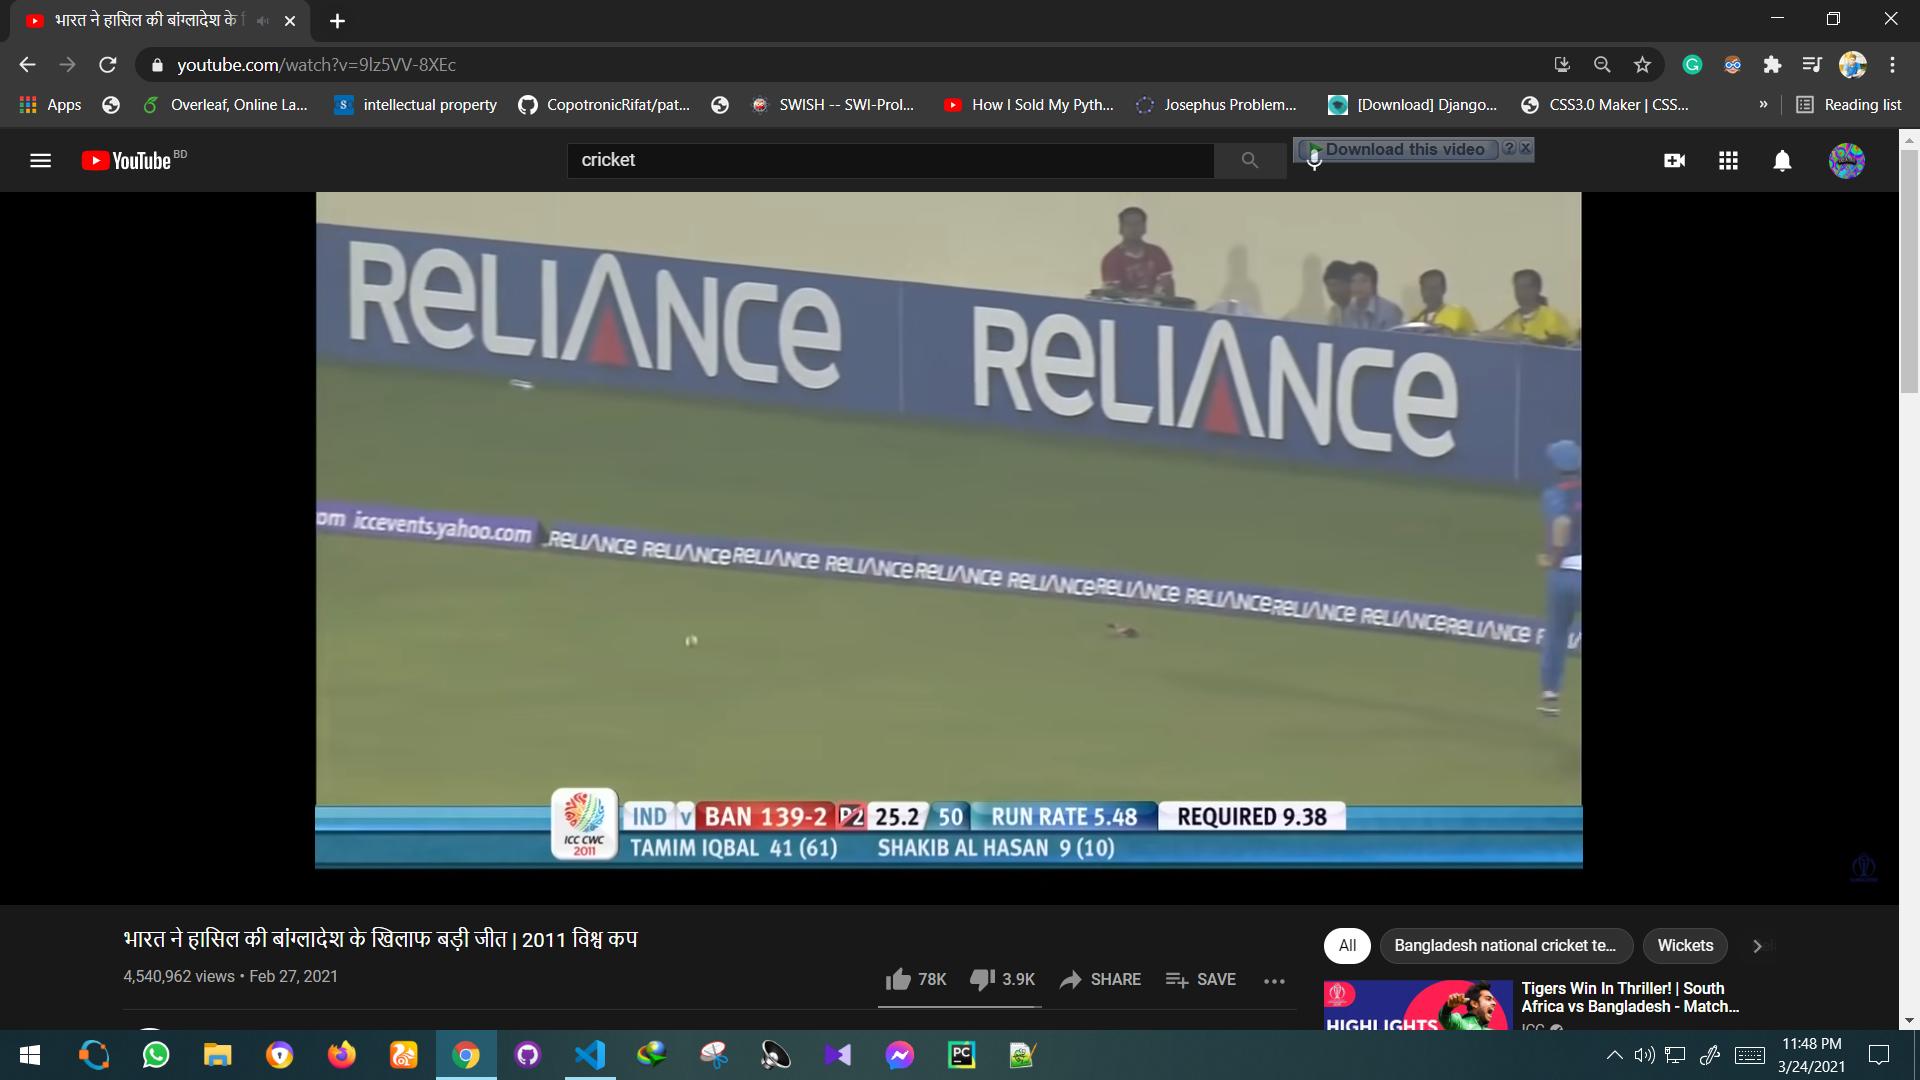 भारत ने हासिल की बांग्लादेश के
youtube.com/watch?v=9lz5VV-8XEc
Apps
Overleaf, Online La...
intellectual property
CopotronicRifat/pat...
SWISH -- SWI-Prol...
How I Sold My Pyth...
Josephus Problem...
[Download] Django...
CSS3.0 Maker | CSS...
»
Reading list
YouTube BD
cricket
Download this video ? X
RELIANCE RELIANCE
om iccevents.yahoo.com RELIANCE RELIANCE RELIANCE RELIANCE RELIANCE RELIANCE RELIANCE RELIANCE RELIANCE RELIANCE RELIANCE
ICC CWC
2011
IND v BAN 139-2 P2 25.2 50 RUN RATE 5.48 REQUIRED 9.38
TAMIM IQBAL 41 (61) SHAKIB AL HASAN 9 (10)
भारत ने हासिल की बांग्लादेश के खिलाफ बड़ी जीत | 2011 विश्व कप
4,540,962 views • Feb 27, 2021
78K 3.9K SHARE SAVE
All Bangladesh national cricket te... Wickets
Tigers Win In Thriller! | South
Africa vs Bangladesh - Match...
ICC
HIGHLIGHTS
PC
11:48 PM
3/24/2021